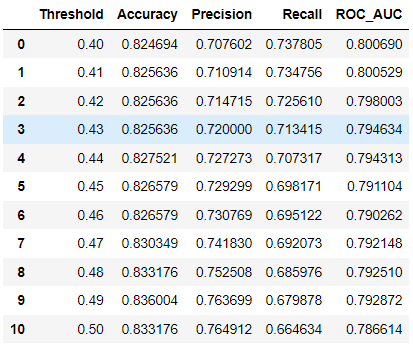 Threshold Accuracy Precision Recall ROC_AUC
0 0.40 0.824694 0.707602 0.737805 0.800690
1 0.41 0.825636 0.710914 0.734756 0.800529
2 0.42 0.825636 0.714715 0.725610 0.798003
3 0.43 0.825636 0.720000 0.713415 0.794634
4 0.44 0.827521 0.727273 0.707317 0.794313
5 0.45 0.826579 0.729299 0.698171 0.791104
6 0.46 0.826579 0.730769 0.695122 0.790262
7 0.47 0.830349 0.741830 0.692073 0.792148
8 0.48 0.833176 0.752508 0.685976 0.792510
9 0.49 0.836004 0.763699 0.679878 0.792872
10 0.50 0.833176 0.764912 0.664634 0.786614